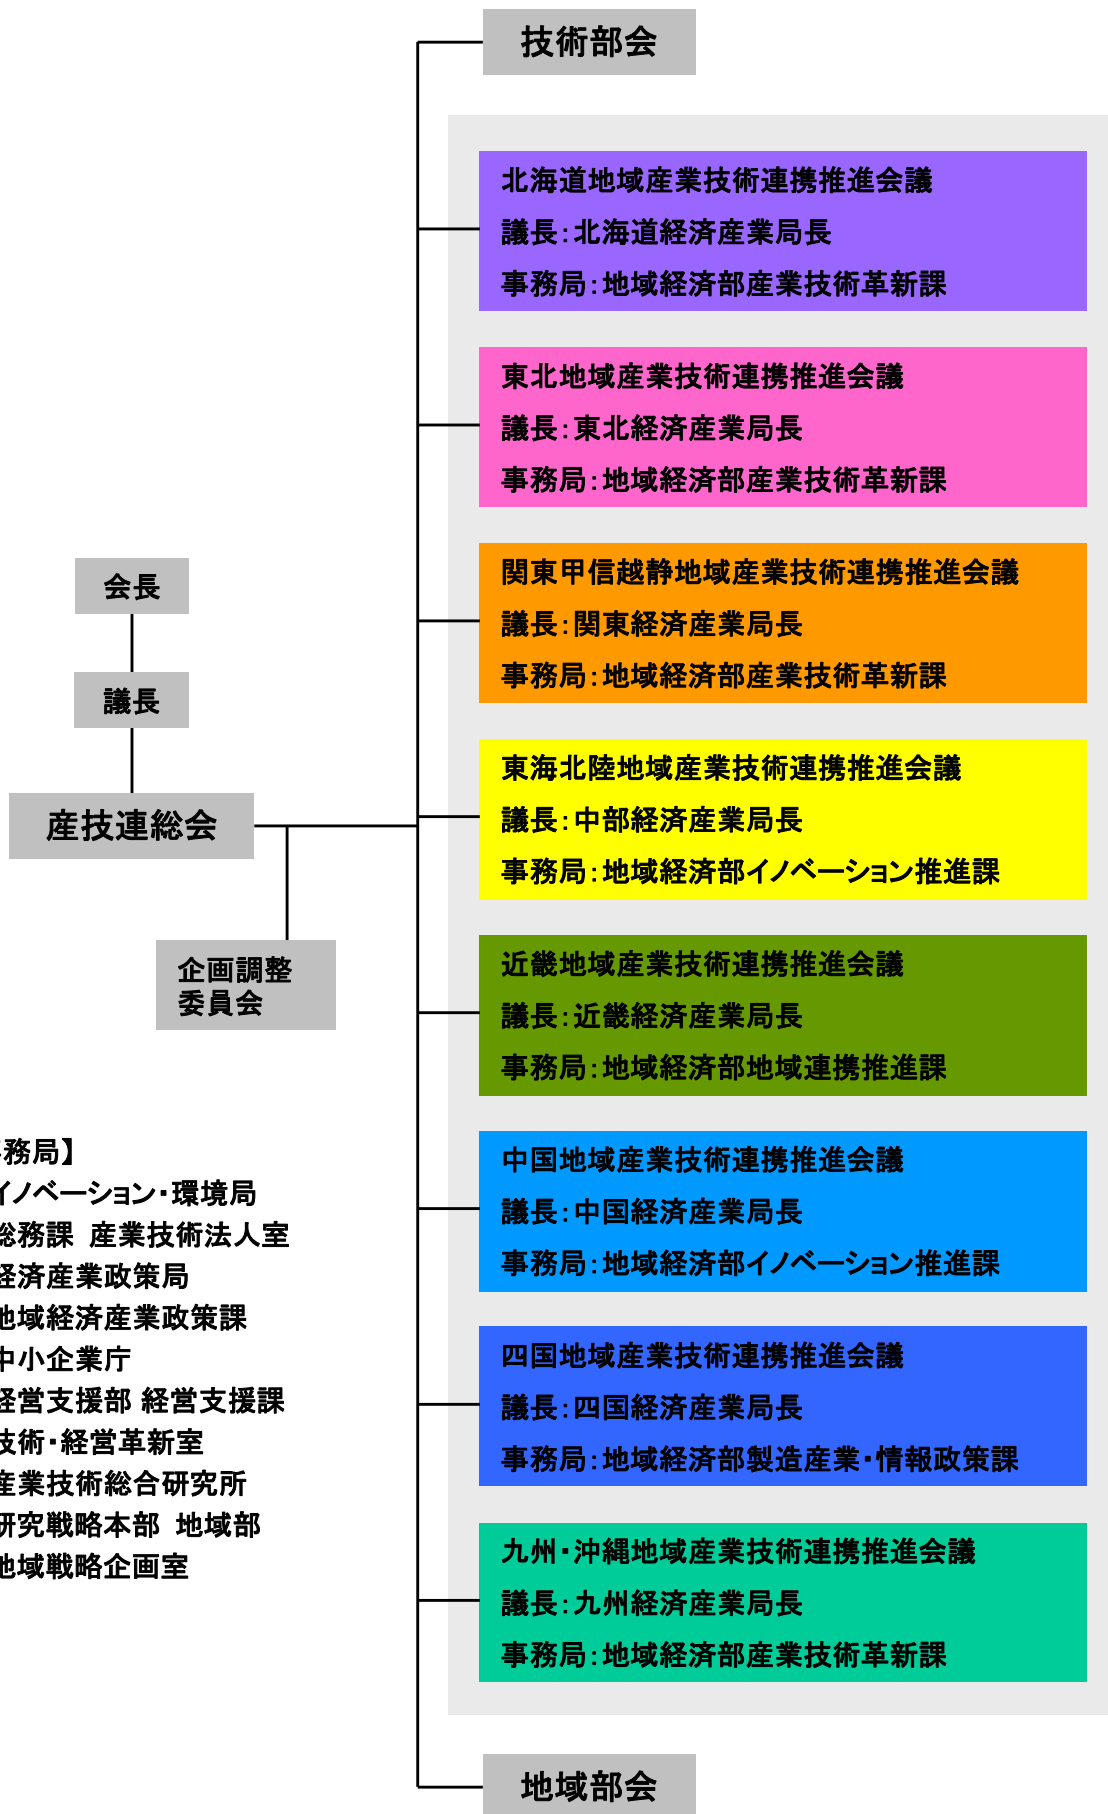 技術部会
北海道地域産業技術連携推進会議
議長：北海道経済産業局長
事務局：地域経済部産業技術革新課
東北地域産業技術連携推進会議
議長：東北経済産業局長
事務局：地域経済部産業技術革新課
関東甲信越静地域産業技術連携推進会議
議長：関東経済産業局長
事務局：地域経済部産業技術革新課
東海北陸地域産業技術連携推進会議
議長：中部経済産業局長
事務局：地域経済部イノベーション推進課
近畿地域産業技術連携推進会議
議長：近畿経済産業局長
事務局：地域経済部地域連携推進課
中国地域産業技術連携推進会議
議長：中国経済産業局長
事務局：地域経済部イノベーション推進課
四国地域産業技術連携推進会議
議長：四国経済産業局長
事務局：地域経済部製造産業・情報政策課
九州・沖縄地域産業技術連携推進会議
議長：九州経済産業局長
事務局：地域経済部産業技術革新課
地域部会
会長
議長
産技連総会
企画調整
委員会
務局】
イノベーション・環境局
総務課 産業技術法人室
経済産業政策局
地域経済産業政策課
中小企業庁
経営支援部 経営支援課
技術・経営革新室
産業技術総合研究所
研究戦略本部 地域部
地域戦略企画室